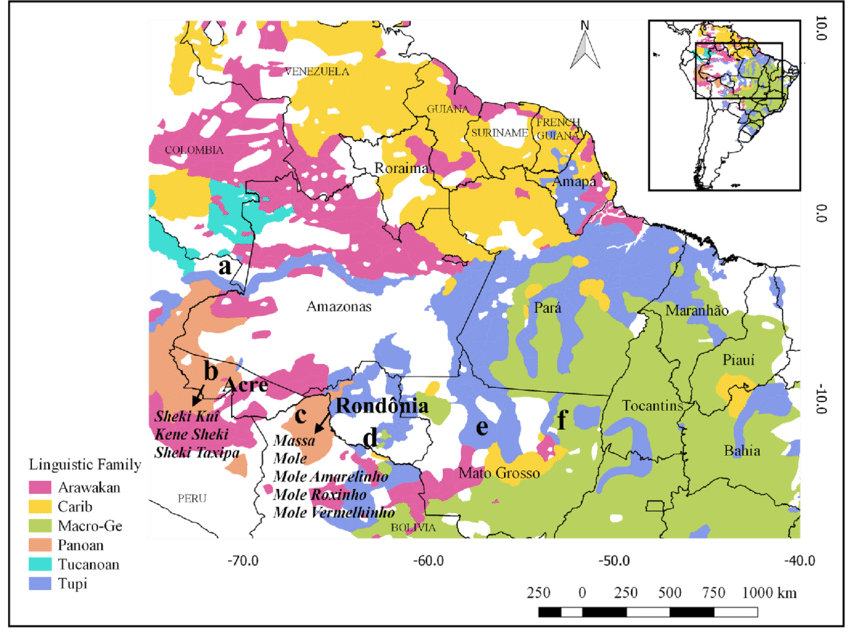 N
10.0
VENEZUELA
GUIANA
COLOMBIA
SURINAME
FRENCH
GUIANA
Roraima
Amapá
0.0
a
Amazonas
Pará
Maranhão
Piauí
b
Acre
Rondônia
-10.0
Sheki Kuĩ
Kene Sheki
Sheki Taxipa
c
d
e
f
Tocantins
Massa
Mole
Mole Amarelinho
Mole Roxinho
Mole Vermelhinho
Mato Grosso
Bahia
Linguistic Family
Arawakan
Carib
Macro-Ge
Panoan
Tucanoan
Tupi
PERU
BOLIVIA
-70.0
-60.0
-50.0
-40.0
250
0
250
500
750
1000 km